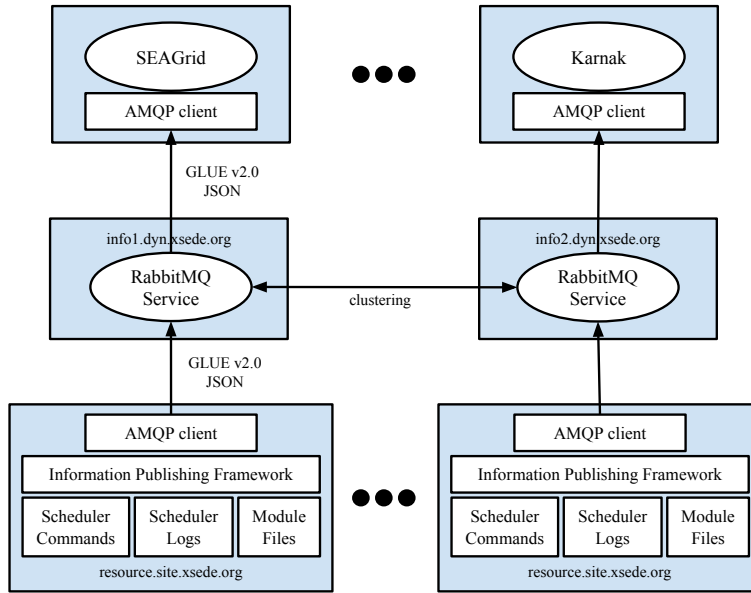 SEAGrid
Karnak
AMQP client
AMQP client
GLUE v2.0
JSON
info1.dyn.xsede.org
info2.dyn.xsede.org
RabbitMQ
Service
RabbitMQ
Service
clustering
GLUE v2.0
JSON
AMQP client
AMQP client
Information Publishing Framework
Information Publishing Framework
Scheduler
Commands
Scheduler
Logs
Module
Files
Scheduler
Commands
Scheduler
Logs
Module
Files
resource.site.xsede.org
resource.site.xsede.org